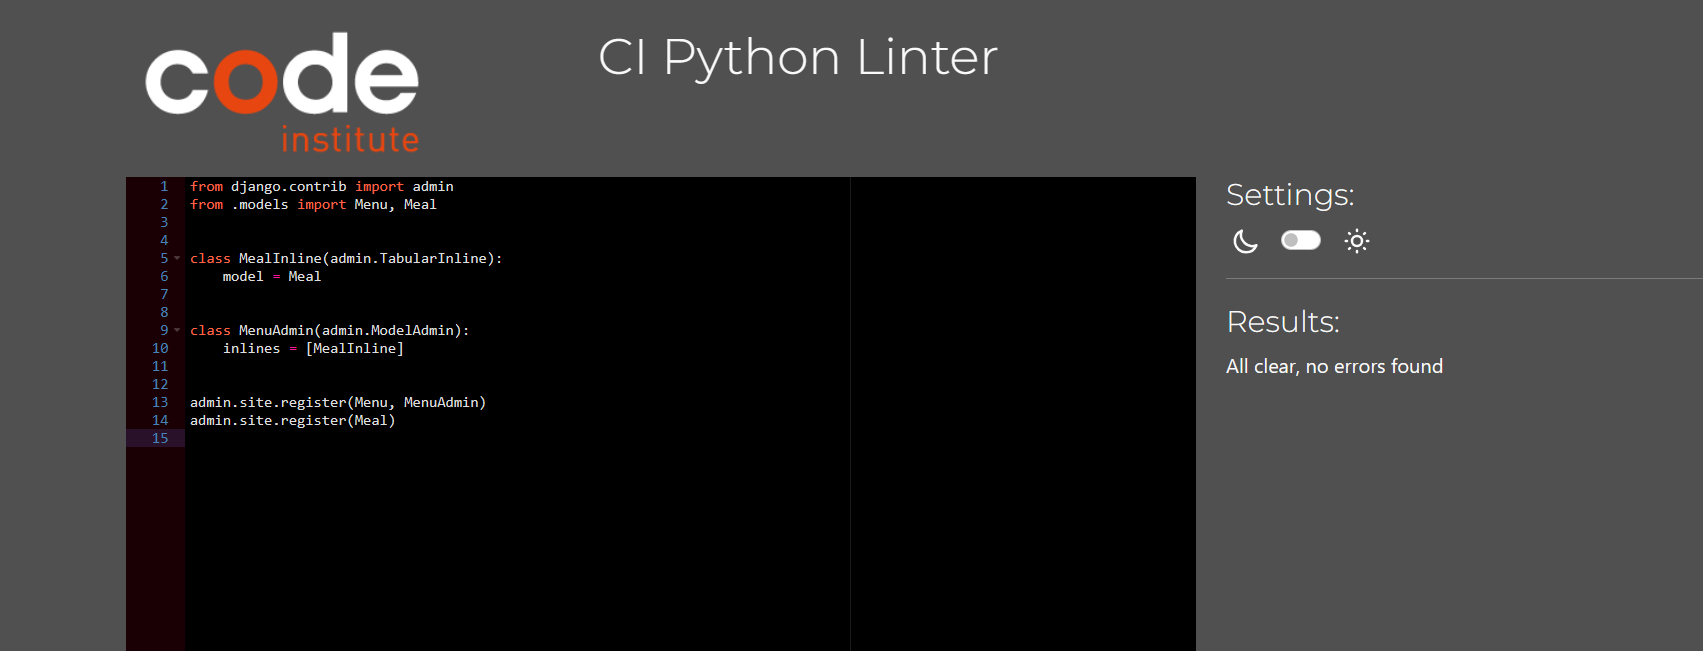 code
institute
CI Python Linter
1 from django.contrib import admin
2 from .models import Menu, Meal
3
4
5 class MealInline(admin.TabularInline):
6     model = Meal
7
8
9 class MenuAdmin(admin.ModelAdmin):
10     inlines = [MealInline]
11
12
13 admin.site.register(Menu, MenuAdmin)
14 admin.site.register(Meal)
15
Settings:
Results:
All clear, no errors found